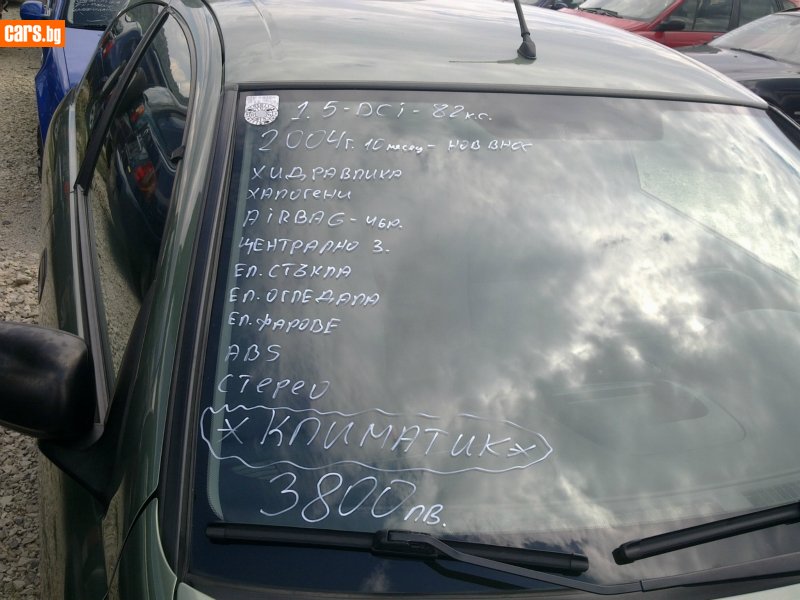 cars.bg
1.5-DCi-82кс.
2004г. 10 месец - нов внос
ХИДРАВЛИКА
ХАЛОГЕНИ
AIRBAG - 4бр.
ЦЕНТРАЛНО З.
ЕЛ. СТЪКЛА
ЕЛ. ОГЛЕДАЛА
ЕЛ. ФАРОВЕ
ABS
СТЕРЕО
*КЛИМАТИК*
3800лв.